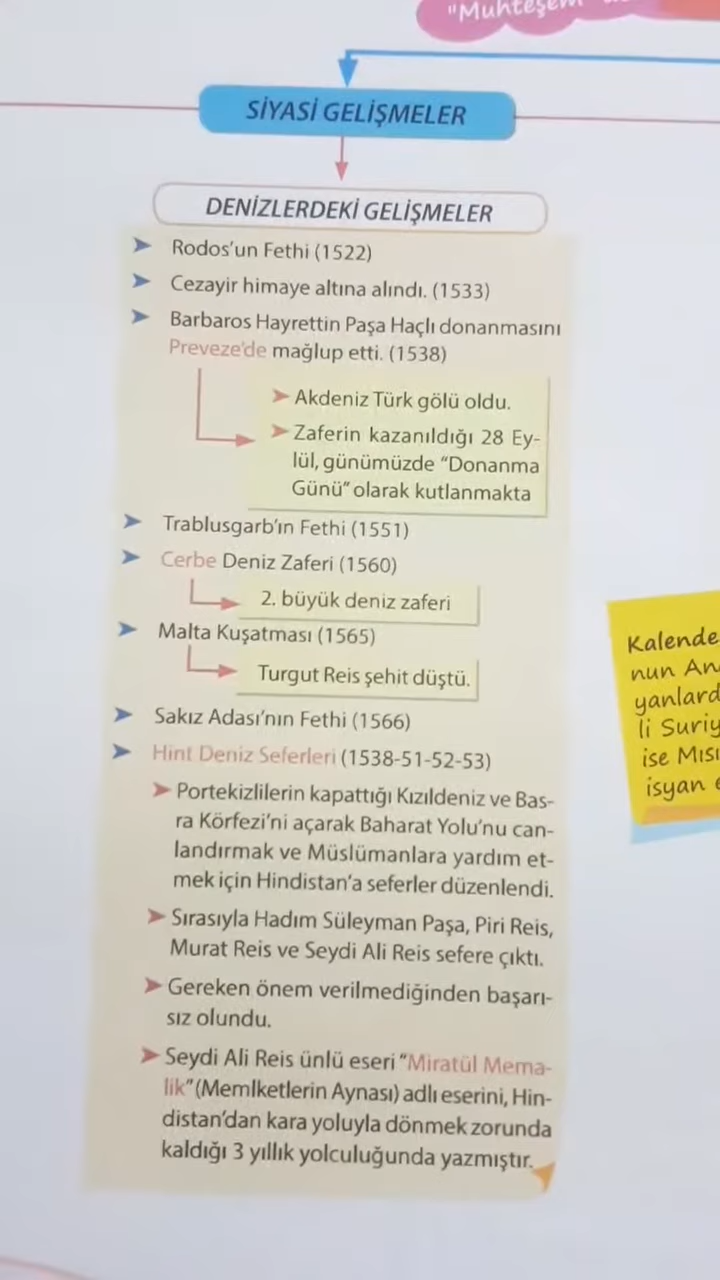 "Muhteşem"
SİYASİ GELİŞMELER
DENİZLERDEKİ GELİŞMELER
Rodos'un Fethi (1522)
Cezayir himaye altına alındı. (1533)
Barbaros Hayrettin Paşa Haçlı donanmasını
Preveze'de mağlup etti. (1538)
Akdeniz Türk gölü oldu.
Zaferin kazanıldığı 28 Ey-
lül, günümüzde "Donanma
Günü" olarak kutlanmakta
Trablusgarb'ın Fethi (1551)
Cerbe Deniz Zaferi (1560)
2. büyük deniz zaferi
Malta Kuşatması (1565)
Turgut Reis şehit düştü.
Sakız Adası'nın Fethi (1566)
Hint Deniz Seferleri (1538-51-52-53)
Portekizlilerin kapattığı Kızıldeniz ve Bas-
ra Körfezi'ni açarak Baharat Yolu'nu can-
landırmak ve Müslümanlara yardım et-
mek için Hindistan'a seferler düzenlendi.
Sırasıyla Hadım Süleyman Paşa, Piri Reis,
Murat Reis ve Seydi Ali Reis sefere çıktı.
Gereken önem verilmediğinden başarı-
sız olundu.
Seydi Ali Reis ünlü eseri "Miratül Mema-
lik" (Memlketlerin Aynası) adlı eserini, Hin-
distan'dan kara yoluyla dönmek zorunda
kaldığı 3 yıllık yolculuğunda yazmıştır.
Kalende
nun An
yanlard
li Suriy
ise Mısı
isyan e